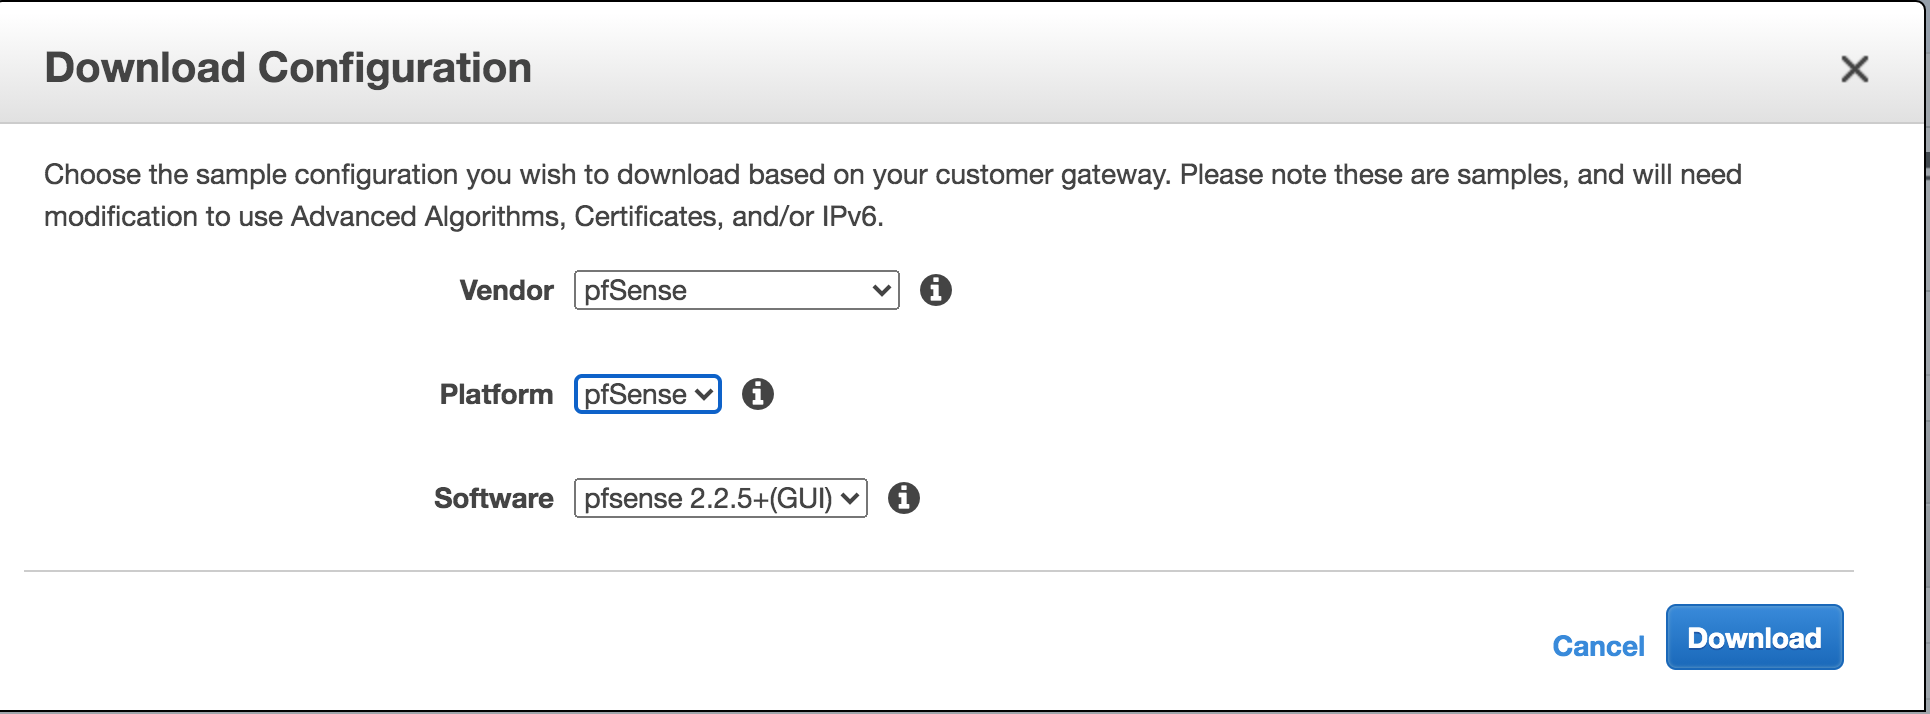 Download Configuration
Choose the sample configuration you wish to download based on your customer gateway. Please note these are samples, and will need
modification to use Advanced Algorithms, Certificates, and/or IPv6.
Vendor pfSense
Platform pfSense
Software pfsense 2.2.5+(GUI)
Cancel Download